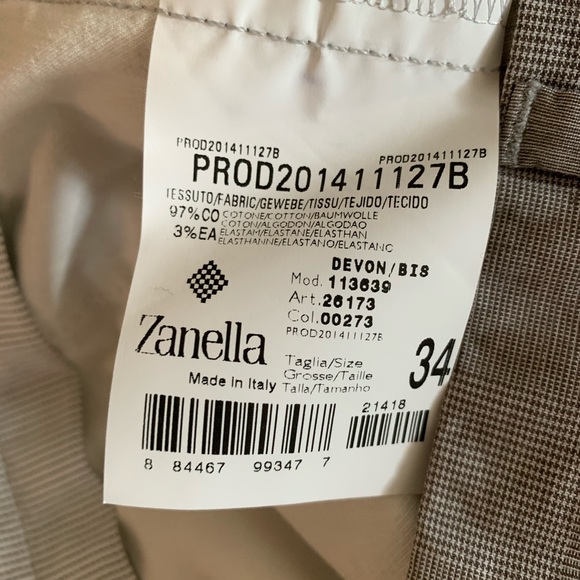 PROD201411127B PROD201411127B
PROD201411127B
TESSUTO/FABRIC/GEWEBE/TISSU/TEJIDO/TECIDO
97%CO COTONE/COTTON/BAUMWOLLE
COTON/ALGODON/ALGODAO
3%EA ELASTAM/ELASTANE/ELASTHAN
ELASTHANNE/ELASTANO/ELASTANO
DEVON/BIS
Mod. 113639
Art. 26173
Col. 00273
PROD201411127B
Zanella
Taglia/Size
Grosse/Taille
Talla/Tamanho
34
Made in Italy
21418
8 84467 99347 7